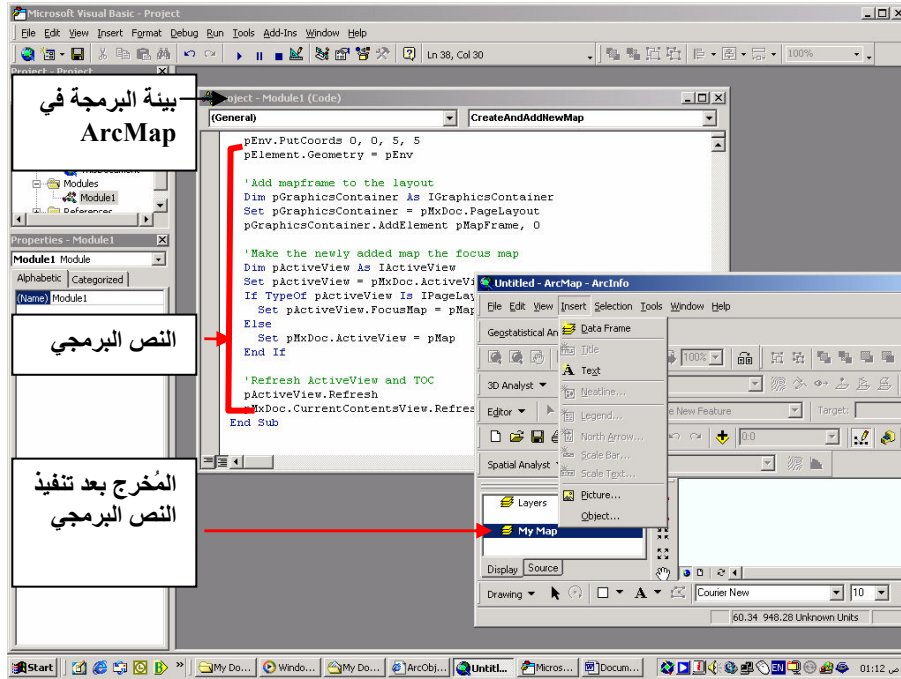 Microsoft Visual Basic - Project
File Edit View Insert Format Debug Run Tools Add-Ins Window Help
Ln 38, Col 30
100%
Project - Project
بيئة البرمجة في
ArcMap
Modules
Module1
References
Properties - Module1
Module1 Module
Alphabetic Categorized
(Name) Module1
النص البرمجي
المُخرج بعد تنفيذ
النص البرمجي
Project - Module1 (Code)
(General) CreateAndAddNewMap
pEnv.PutCoords 0, 0, 5, 5
pElement.Geometry = pEnv
'Add mapframe to the layout
Dim pGraphicsContainer As IGraphicsContainer
Set pGraphicsContainer = pMxDoc.PageLayout
pGraphicsContainer.AddElement pMapFrame, 0
'Make the newly added map the focus map
Dim pActiveView As IActiveView
Set pActiveView = pMxDoc.ActiveVi
If TypeOf pActiveView Is IPageLay
Set pActiveView.FocusMap = pMap
Else
Set pMxDoc.ActiveView = pMap
End If
'Refresh ActiveView and TOC
pActiveView.Refresh
pMxDoc.CurrentContentsView.Refres
End Sub
Untitled - ArcMap - ArcInfo
File Edit View Insert Selection Tools Window Help
Geostatistical An
Data Frame
Title
Text
Neatline...
Legend...
North Arrow...
Scale Bar...
Scale Text...
Picture...
Object...
100%
3D Analyst
Editor
e New Feature
Target:
0:0
Spatial Analyst
Layers
My Map
Display Source
Drawing
A
Courier New
10
60.34 948.28 Unknown Units
Start
My Do...
Windo...
My Do...
ArcObj...
Untitl...
Micros...
Docum...
EN
01:12 ص